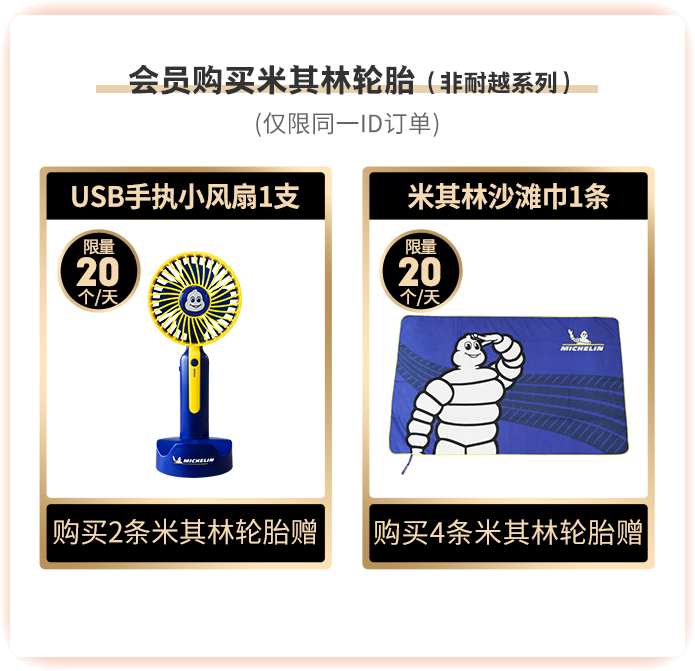 会员购买米其林轮胎（非耐越系列）
(仅限同一ID订单)
USB手执小风扇1支
限量
20
个/天
MICHELIN
购买2条米其林轮胎赠
米其林沙滩巾1条
限量
20
个/天
MICHELIN
购买4条米其林轮胎赠